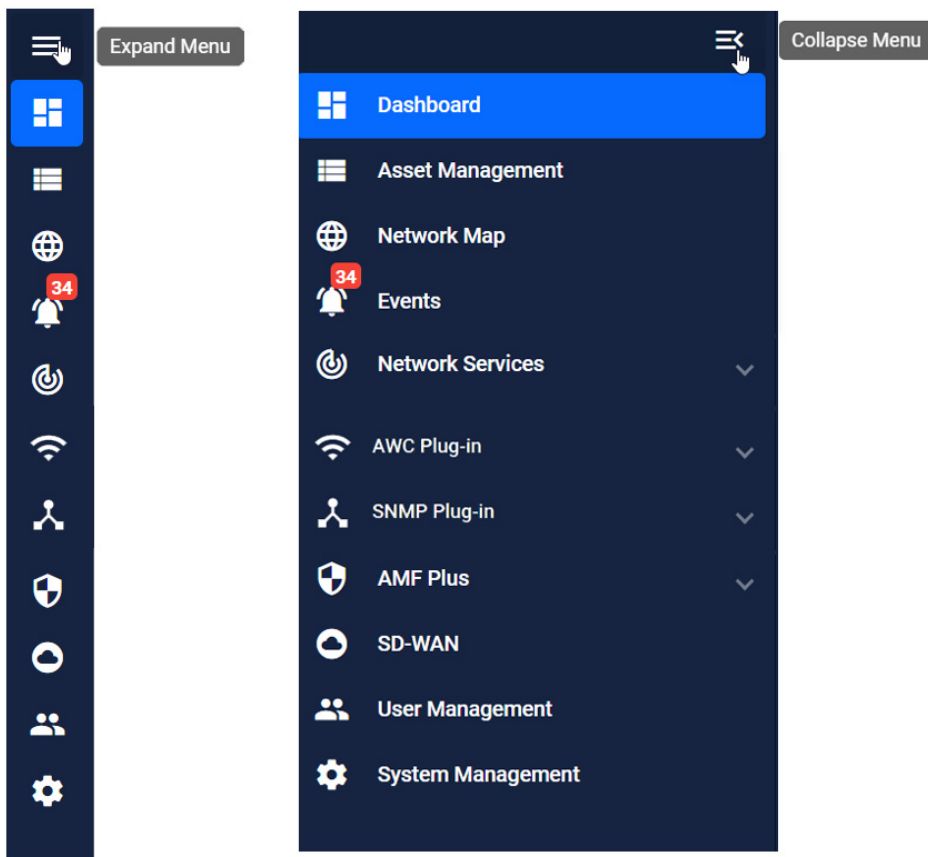 Expand Menu
34
Collapse Menu
Dashboard
Asset Management
Network Map
34
Events
Network Services
AWC Plug-in
SNMP Plug-in
AMF Plus
SD-WAN
User Management
System Management